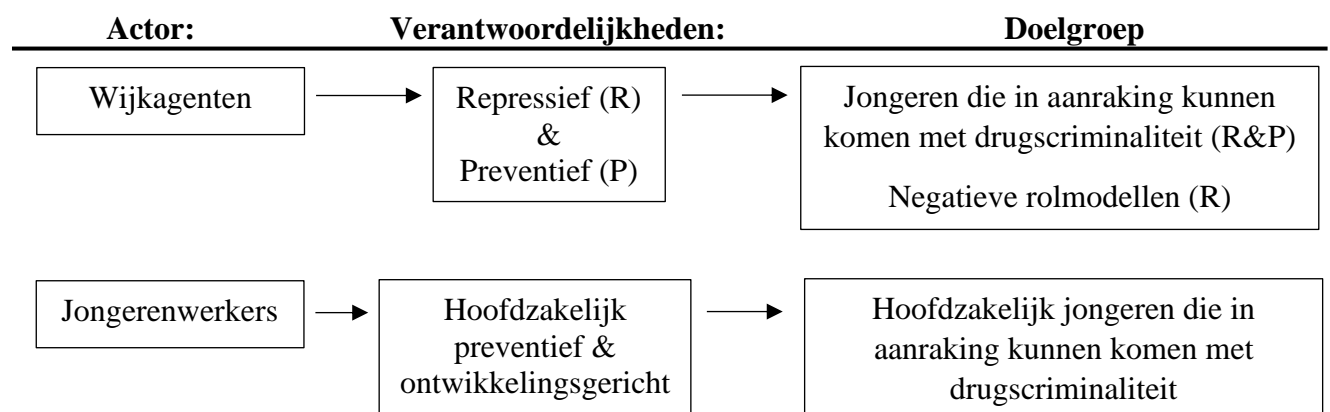 Actor: Verantwoordelijkheden: Doelgroep
Wijkagenten
Repressief (R)
&
Preventief (P)
Jongeren die in aanraking kunnen
komen met drugscriminaliteit (R&P)
Negatieve rolmodellen (R)
Jongerenwerkers
Hoofdzakelijk
preventief &
ontwikkelingsgericht
Hoofdzakelijk jongeren die in
aanraking kunnen komen met
drugscriminaliteit